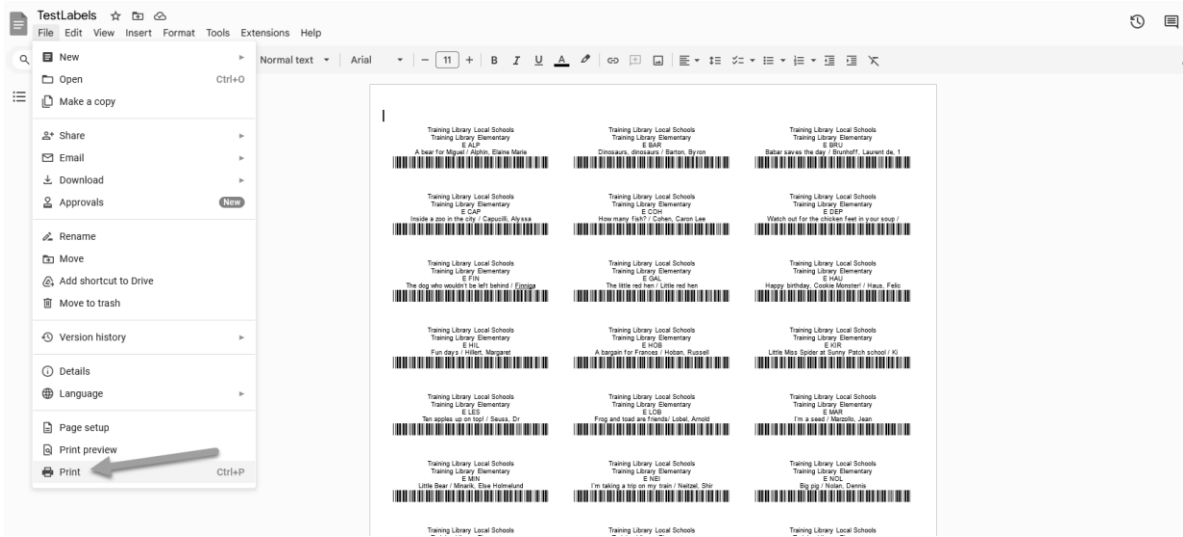 TestLabels
File Edit View Insert Format Tools Extensions Help
Normal text Arial − 11 + B I U A
New
Open Ctrl+O
Make a copy
Share
Email
Download
Approvals New
Rename
Move
Add shortcut to Drive
Move to trash
Version history
Details
Language
Page setup
Print preview
Print Ctrl+P
Training Library Local Schools Training Library Local Schools Training Library Local Schools
Training Library Elementary Training Library Elementary Training Library Elementary
E ALP E BAR E BRU
A bear for Miguel / Alphin, Elaine Marie Dinosaurs, dinosaurs / Barton, Byron Babar saves the day / Brunhoff, Laurent de, 1
Training Library Local Schools Training Library Local Schools Training Library Local Schools
Training Library Elementary Training Library Elementary Training Library Elementary
E CAP E COH E DEP
Inside a zoo in the city / Capucilli, Alyssa How many fish? / Cohen, Caron Lee Watch out for the chicken feet in your soup /
Training Library Local Schools Training Library Local Schools Training Library Local Schools
Training Library Elementary Training Library Elementary Training Library Elementary
E FIN E GAL E HAU
The dog who wouldn't be left behind / Finniga The little red hen / Little red hen Happy birthday, Cookie Monster! / Haus, Felic
Training Library Local Schools Training Library Local Schools Training Library Local Schools
Training Library Elementary Training Library Elementary Training Library Elementary
E HIL E HOB E KIR
Fun days / Hillert, Margaret A bargain for Frances / Hoban, Russell Little Miss Spider at Sunny Patch school / Ki
Training Library Local Schools Training Library Local Schools Training Library Local Schools
Training Library Elementary Training Library Elementary Training Library Elementary
E LES E LOB E MAR
Ten apples up on top! / Seuss, Dr Frog and toad are friends/ Lobel, Arnold I'm a seed / Marzollo, Jean
Training Library Local Schools Training Library Local Schools Training Library Local Schools
Training Library Elementary Training Library Elementary Training Library Elementary
E MIN E NEI E NOL
Little Bear / Minarik, Else Holmelund I'm taking a trip on my train / Neitzel, Shir Big pig / Nolan, Dennis
Training Library Local Schools Training Library Local Schools Training Library Local Schools